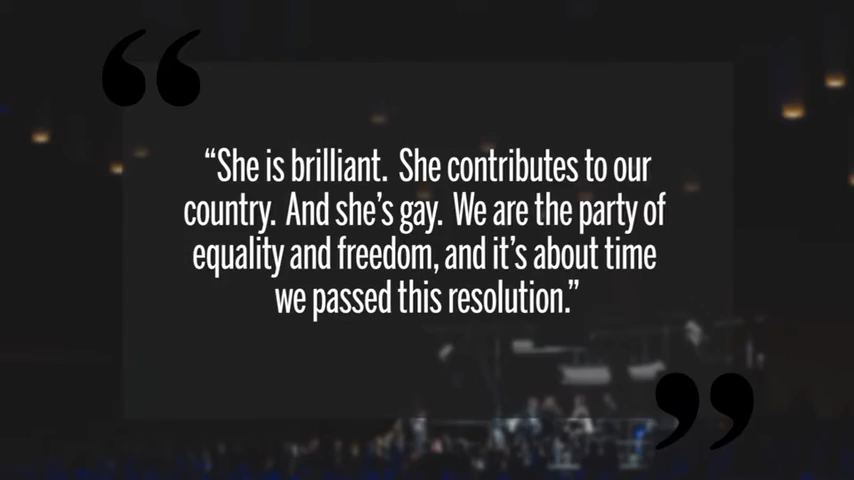 “She is brilliant. She contributes to our
country. And she’s gay. We are the party of
equality and freedom, and it’s about time
we passed this resolution.”